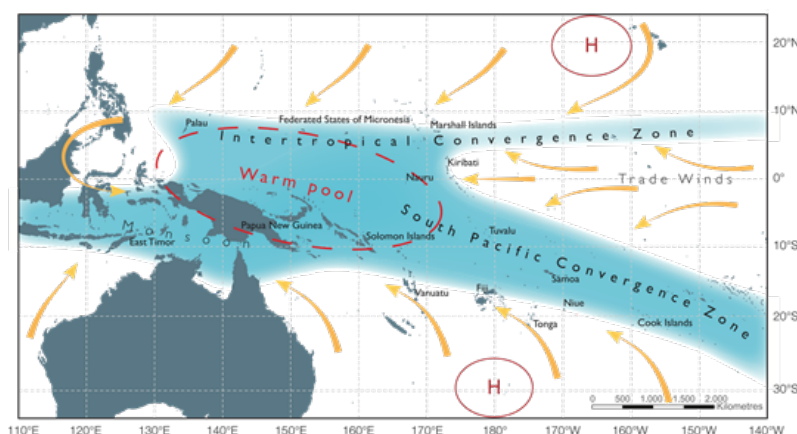 H
20°N
10°N
Palau
Federated States of Micronesia
Marshall Islands
Intertropical Convergence Zone
Kiribati
Warm pool
Nauru
Trade Winds
0°
Monsoon
Papua New Guinea
East Timor
Solomon Islands
South Pacific Convergence Zone
Tuvalu
10°S
Samoa
Vanuatu
Fiji
Niue
Tonga
Cook Islands
20°S
H
30°S
0 500 1,000 1,500 2,000
Kilometres
110°E 120°E 130°E 140°E 150°E 160°E 170°E 180° 170°W 160°W 150°W 140°W